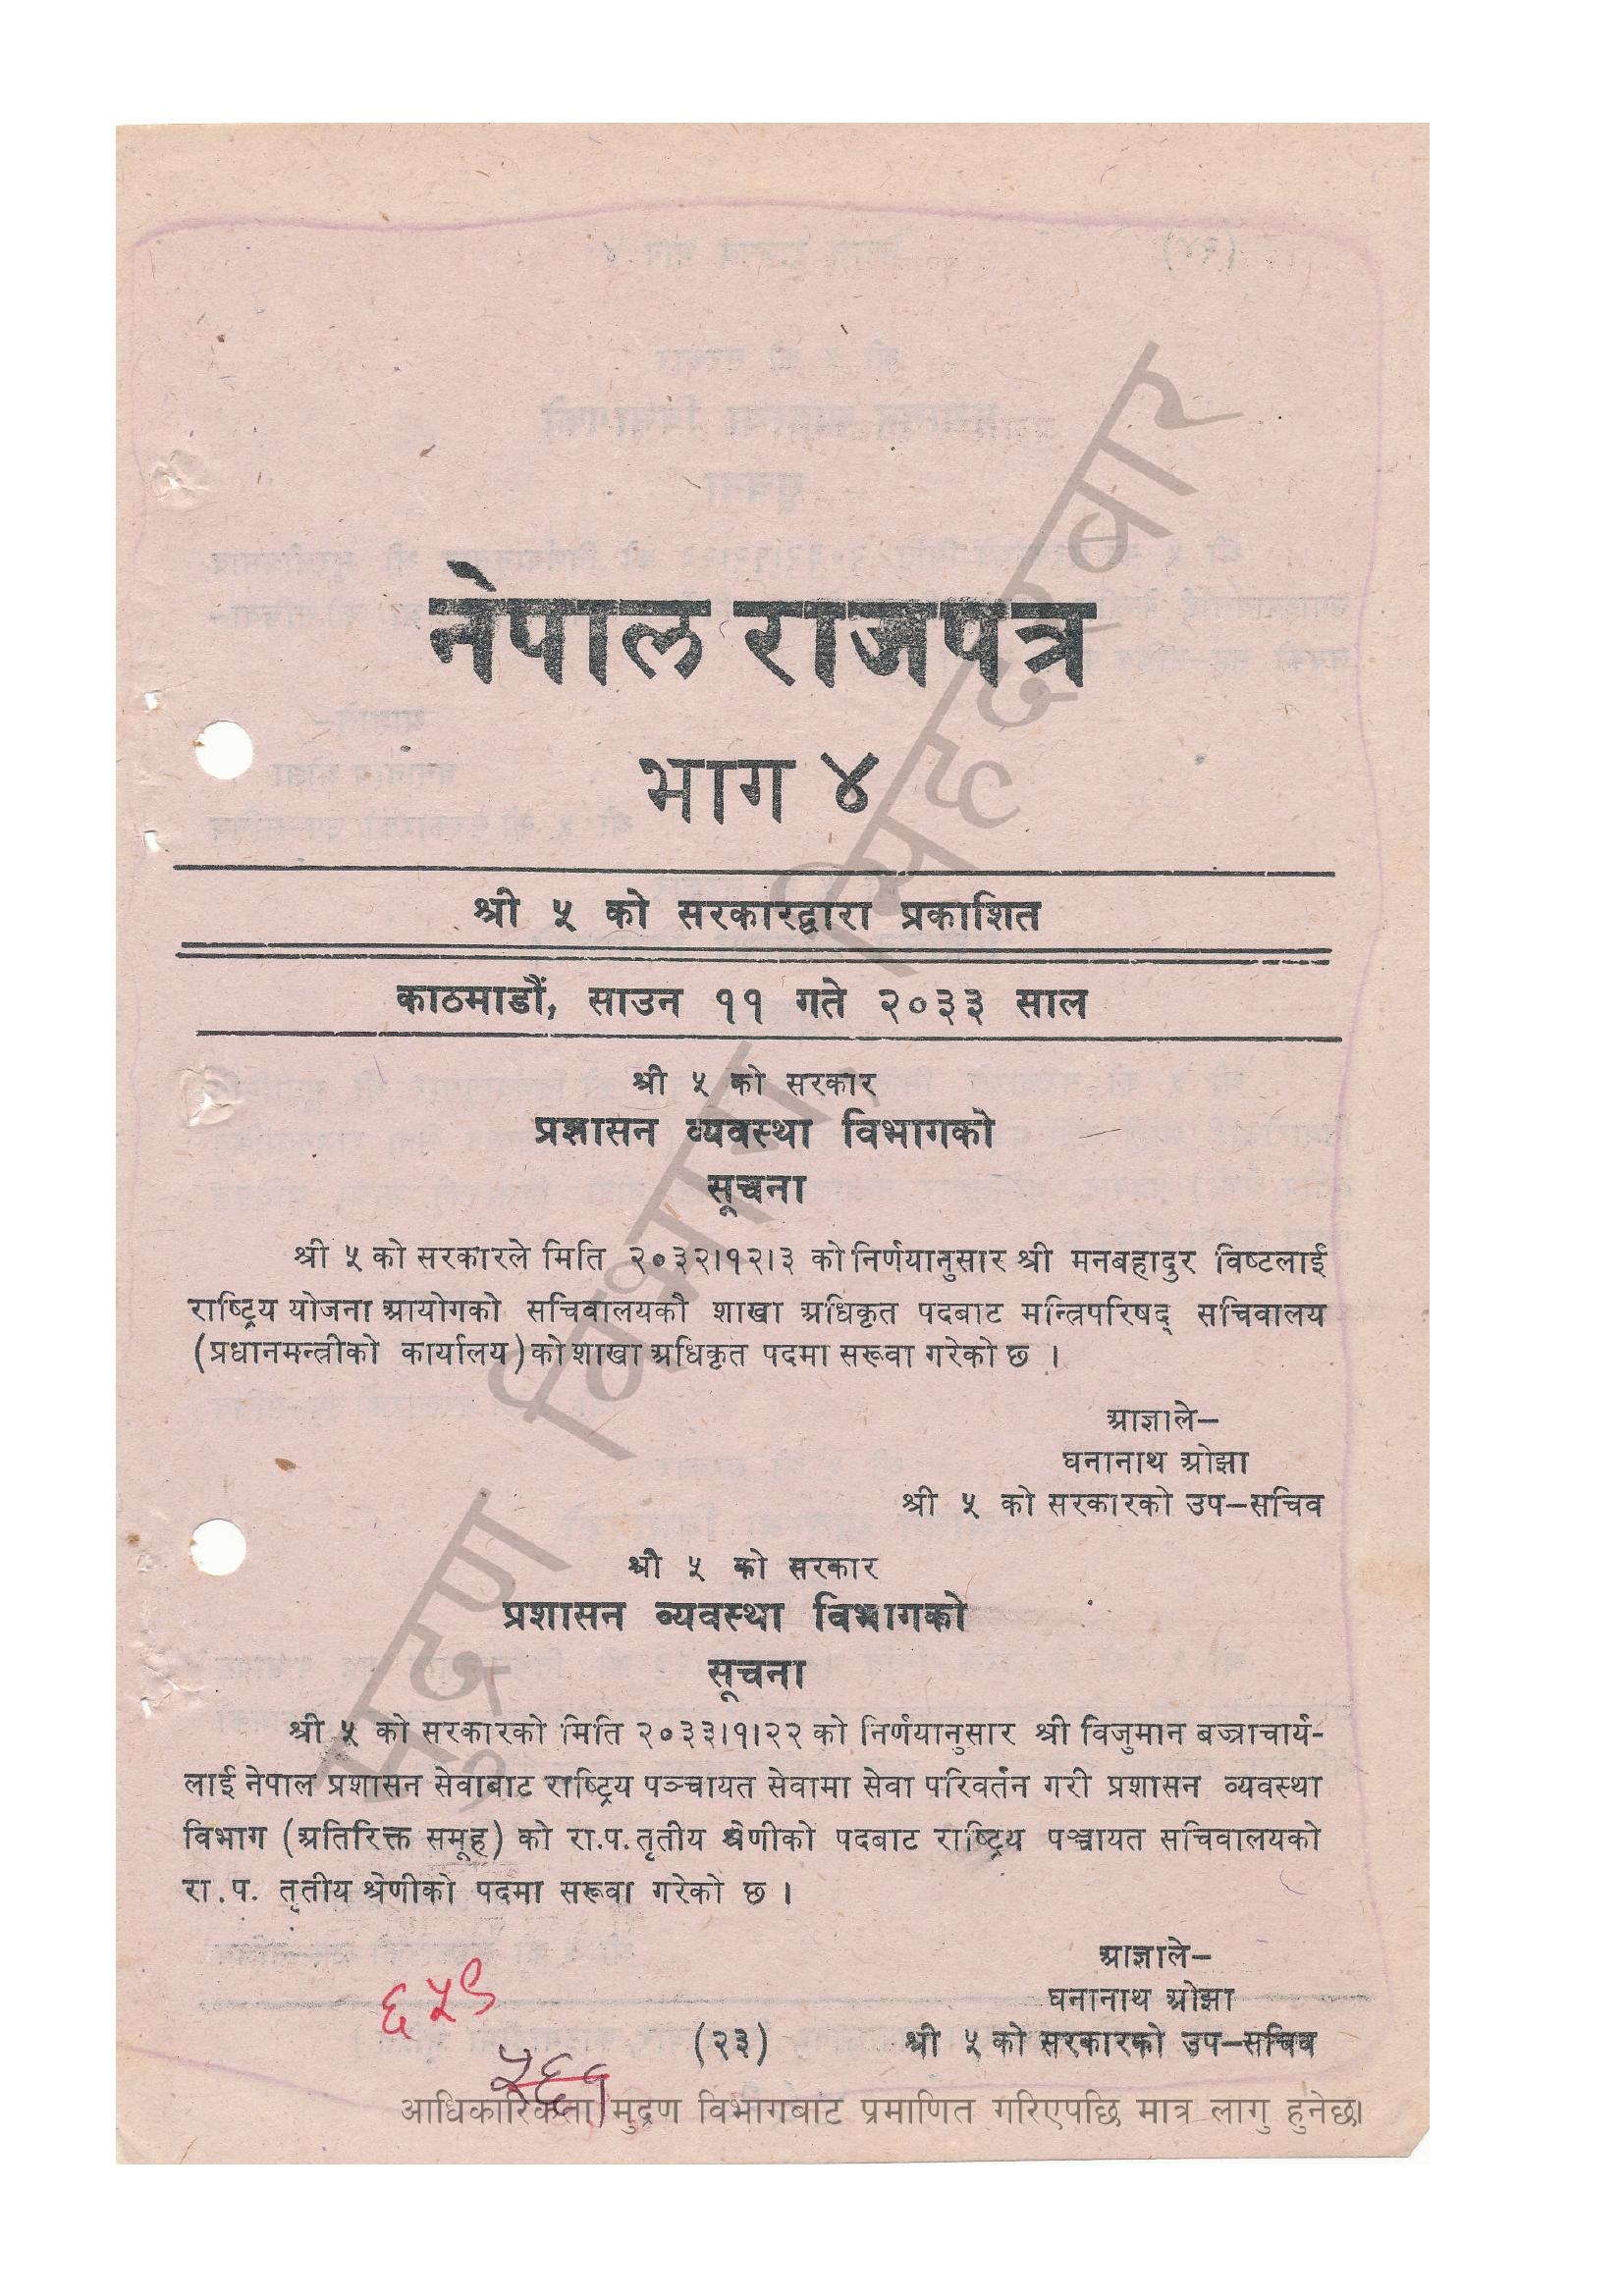 नेपाल राजपत्र
भाग ४
श्री ५ को सरकारद्वारा प्रकाशित
काठमाडौं, साउन ११ गते २०३३ साल
श्री ५ को सरकार
प्रशासन व्यवस्था विभागको
सूचना
श्री ५ को सरकारले मिति २०३२।१२।३ को निर्णयानुसार श्री मनबहादुर विष्टलाई
राष्ट्रिय योजना आयोगको सचिवालयकौ शाखा अधिकृत पदबाट मन्त्रिपरिषद् सचिवालय
(प्रधानमन्त्रीको कार्यालय) को शाखा अधिकृत पदमा सरूवा गरेको छ ।
आज्ञाले–
घनानाथ ओझा
श्री ५ को सरकारको उप–सचिव
श्री ५ को सरकार
प्रशासन व्यवस्था विभागको
सूचना
श्री ५ को सरकारको मिति २०३३।१।२२ को निर्णयानुसार श्री विजुमान बज्राचार्य-
लाई नेपाल प्रशासन सेवाबाट राष्ट्रिय पञ्चायत सेवामा सेवा परिवर्तन गरी प्रशासन व्यवस्था
विभाग (अतिरिक्त समूह) को रा.प. तृतीय श्रेणीको पदबाट राष्ट्रिय पञ्चायत सचिवालयको
रा.प. तृतीय श्रेणीको पदमा सरूवा गरेको छ ।
आज्ञाले–
घनानाथ ओझा
श्री ५ को सरकारको उप–सचिव
६५९
(२३)
५६१
आधिकारिकता मुद्रण विभागबाट प्रमाणित गरिएपछि मात्र लागु हुनेछ।
मुद्रण विभाग, सिंहदरबार